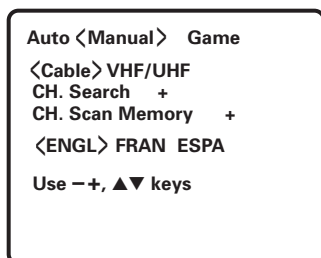 Auto 〈Manual〉 Game
〈Cable〉 VHF/UHF
CH. Search +
CH. Scan Memory +
〈ENGL〉 FRAN ESPA
Use −+, ▲▼ keys